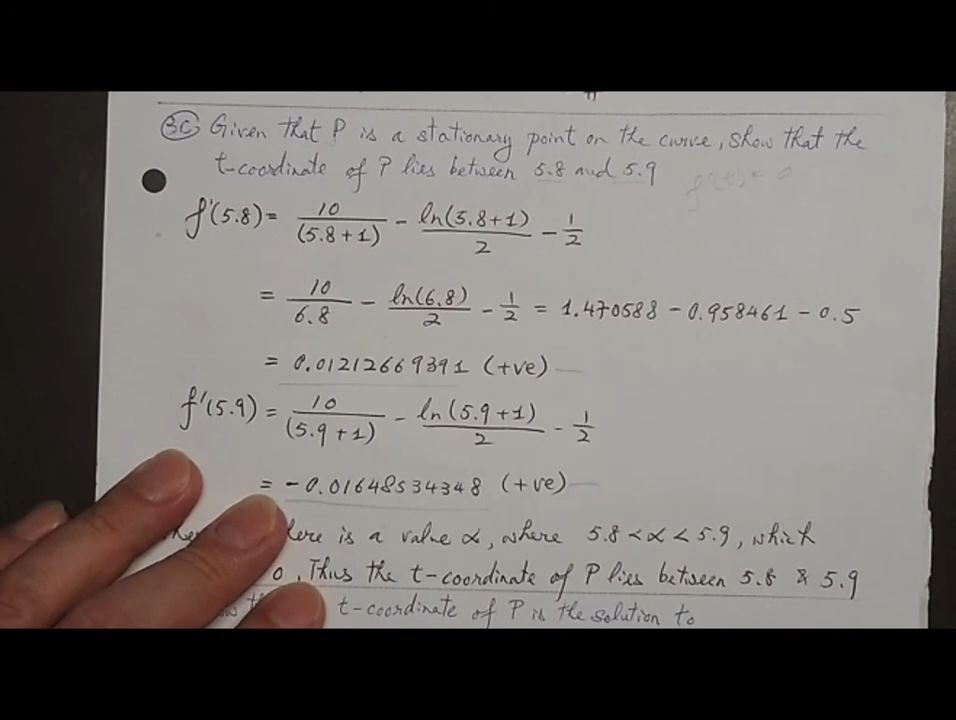 3C Given that P is a stationary point on the curve, show that the
t-coordinate of P lies between 5.8 and 5.9
f'(5.8) = 10/(5.8+1) - ln(5.8+1)/2 - 1/2
= 10/6.8 - ln(6.8)/2 - 1/2 = 1.470588 - 0.958461 - 0.5
= 0.01212669391 (+ve)
f'(5.9) = 10/(5.9+1) - ln(5.9+1)/2 - 1/2
= -0.01648534348 (+ve)
is a value α, where 5.8 < α < 5.9, which
0. Thus the t-coordinate of P lies between 5.8 & 5.9
t-coordinate of P is the solution to